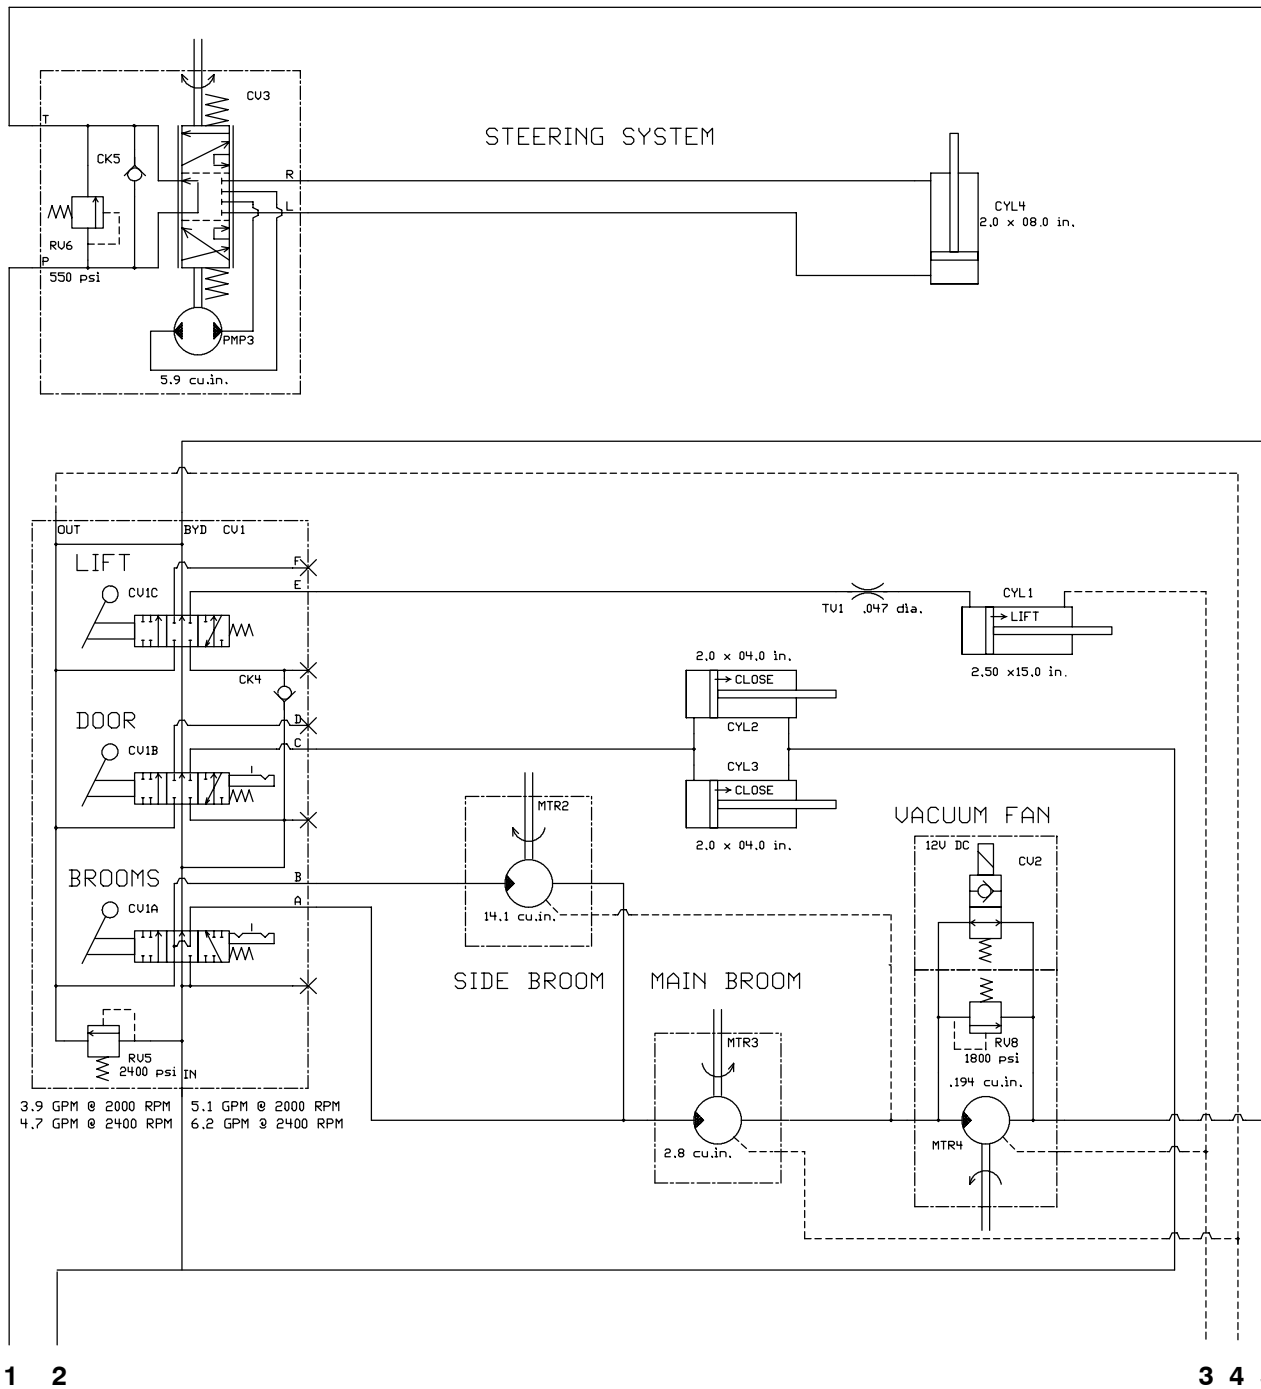 CV3
STEERING SYSTEM
T
CK5
R
L
CYL4
2.0 x 08.0 in.
RV6
P
550 psi
PMP3
5.9 cu.in.
OUT
BYD CV1
LIFT
F
E
CV1C
TV1 .047 dia.
CYL1
LIFT
2.50 x15.0 in.
2.0 x 04.0 in.
CLOSE
CK4
DOOR
D
C
CYL2
CV1B
CYL3
CLOSE
MTR2
2.0 x 04.0 in.
VACUUM FAN
12V DC
CV2
BROOMS
B
A
CV1A
14.1 cu.in.
SIDE BROOM
MAIN BROOM
MTR3
RV5
2400 psi IN
RV8
1800 psi
.194 cu.in.
3.9 GPM @ 2000 RPM
5.1 GPM @ 2000 RPM
4.7 GPM @ 2400 RPM
6.2 GPM @ 2400 RPM
2.8 cu.in.
MTR4
1 2 3 4